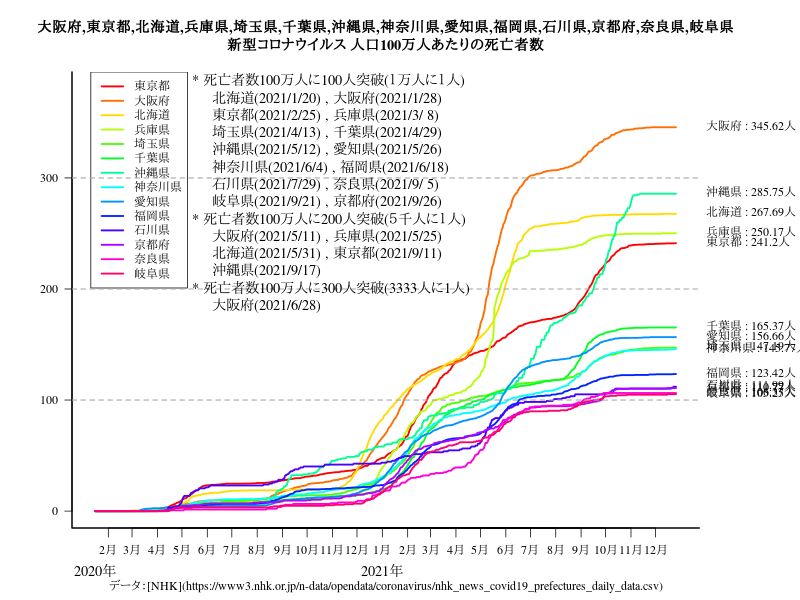 大阪府,東京都,北海道,兵庫県,埼玉県,千葉県,沖縄県,神奈川県,愛知県,福岡県,石川県,京都府,奈良県,岐阜県
新型コロナウイルス 人口100万人あたりの死亡者数
東京都
大阪府
北海道
兵庫県
埼玉県
千葉県
沖縄県
神奈川県
愛知県
福岡県
石川県
京都府
奈良県
岐阜県
* 死亡者数100万人に100人突破(1万人に1人)
北海道(2021/1/20) , 大阪府(2021/1/28)
東京都(2021/2/25) , 兵庫県(2021/3/ 8)
埼玉県(2021/4/13) , 千葉県(2021/4/29)
沖縄県(2021/5/12) , 愛知県(2021/5/26)
神奈川県(2021/6/4) , 福岡県(2021/6/18)
石川県(2021/7/29) , 奈良県(2021/9/ 5)
岐阜県(2021/9/21) , 京都府(2021/9/26)
* 死亡者数100万人に200人突破(5千人に1人)
大阪府(2021/5/11) , 兵庫県(2021/5/25)
北海道(2021/5/31) , 東京都(2021/9/11)
沖縄県(2021/9/17)
* 死亡者数100万人に300人突破(3333人に1人)
大阪府(2021/6/28)
300
200
100
0
大阪府 : 345.62人
沖縄県 : 285.75人
北海道 : 267.69人
兵庫県 : 250.17人
東京都 : 241.2人
千葉県 : 165.37人
愛知県 : 156.66人
福岡県 : 123.42人
2月 3月 4月 5月 6月 7月 8月 9月 10月 11月 12月 1月 2月 3月 4月 5月 6月 7月 8月 9月 10月 11月 12月
2020年 2021年
データ：[NHK](https://www3.nhk.or.jp/n-data/opendata/coronavirus/nhk_news_covid19_prefectures_daily_data.csv)